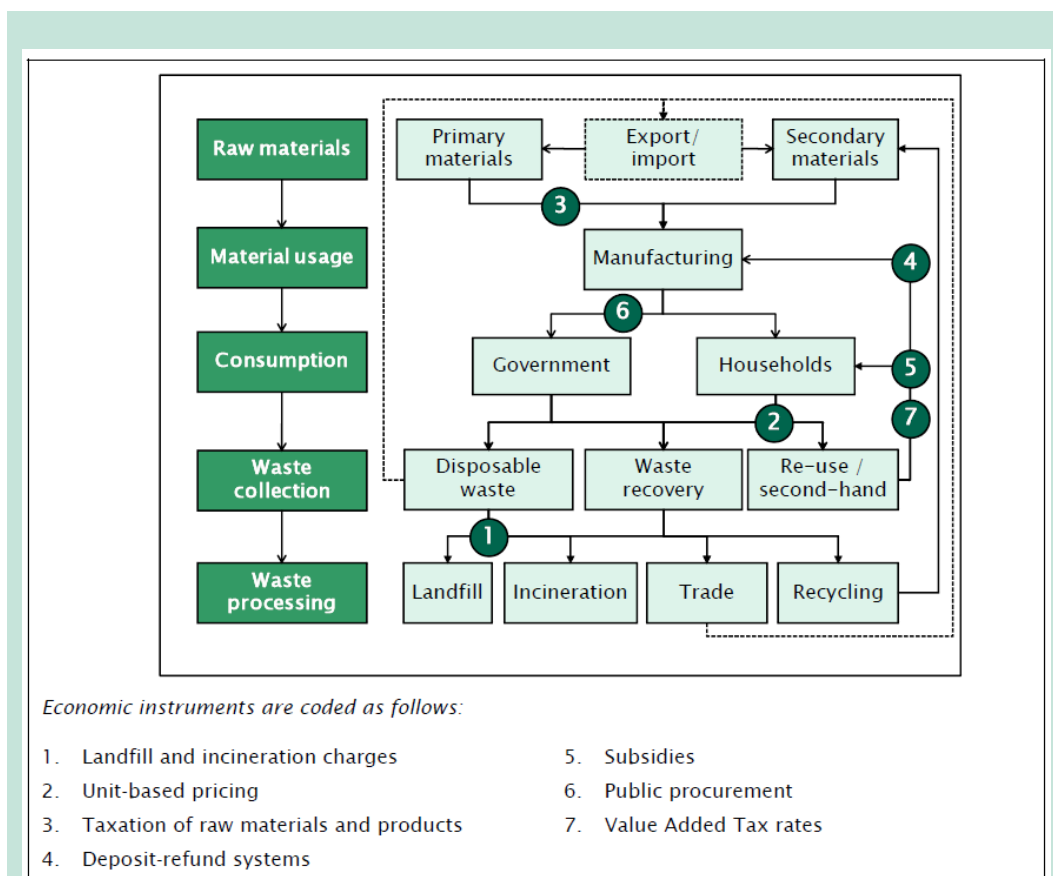 Raw materials
Primary
materials
Export/
import
Secondary
materials
3
Material usage
Manufacturing
4
6
Consumption
Government
Households
5
2
7
Waste
collection
Disposable
waste
Waste
recovery
Re-use /
second-hand
1
Waste
processing
Landfill
Incineration
Trade
Recycling
Economic instruments are coded as follows:
1. Landfill and incineration charges
2. Unit-based pricing
3. Taxation of raw materials and products
4. Deposit-refund systems
5. Subsidies
6. Public procurement
7. Value Added Tax rates